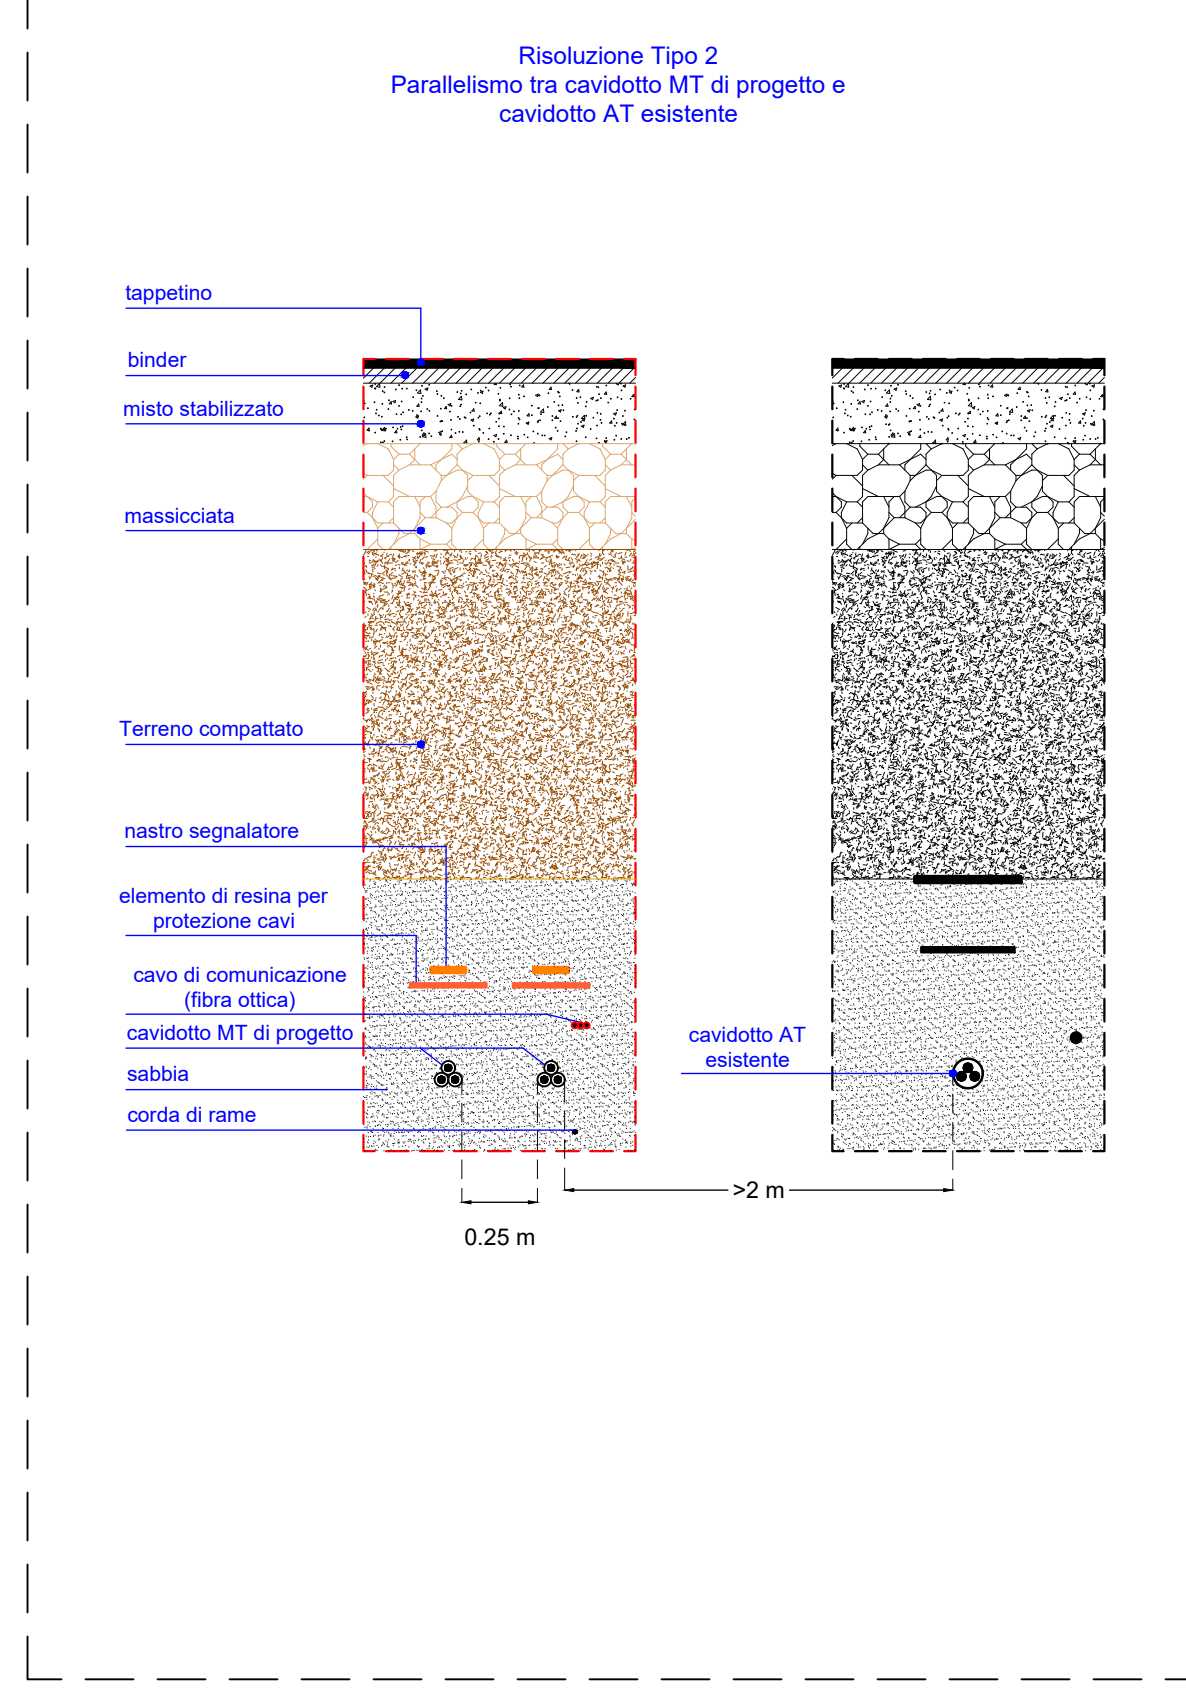 Risoluzione Tipo 2
Parallelismo tra cavidotto MT di progetto e
cavidotto AT esistente
tappetino
binder
misto stabilizzato
massicciata
Terreno compattato
nastro segnalatore
elemento di resina per
protezione cavi
cavo di comunicazione
(fibra ottica)
cavidotto MT di progetto
sabbia
corda di rame
cavidotto AT
esistente
>2 m
0.25 m